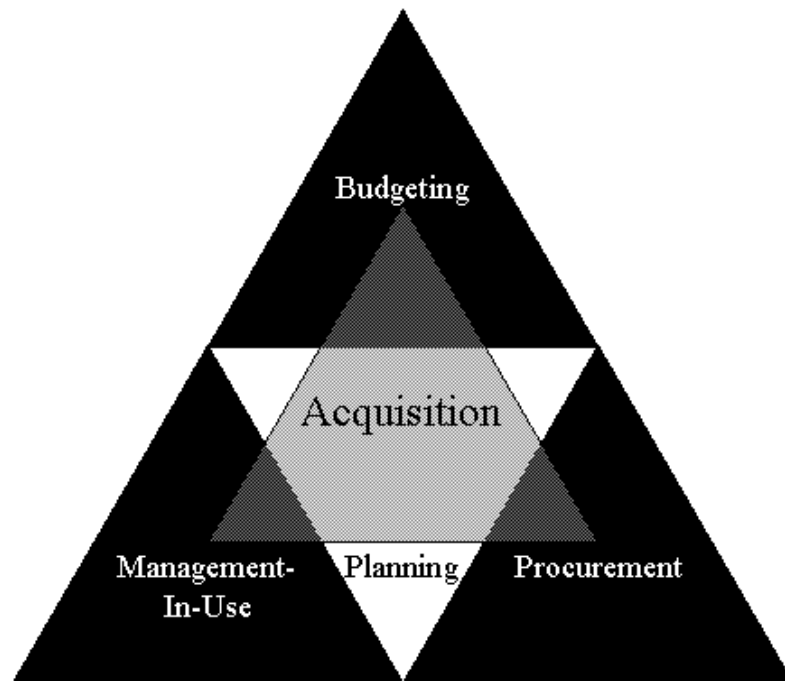 Budgeting
Acquisition
Management-
In-Use
Planning
Procurement